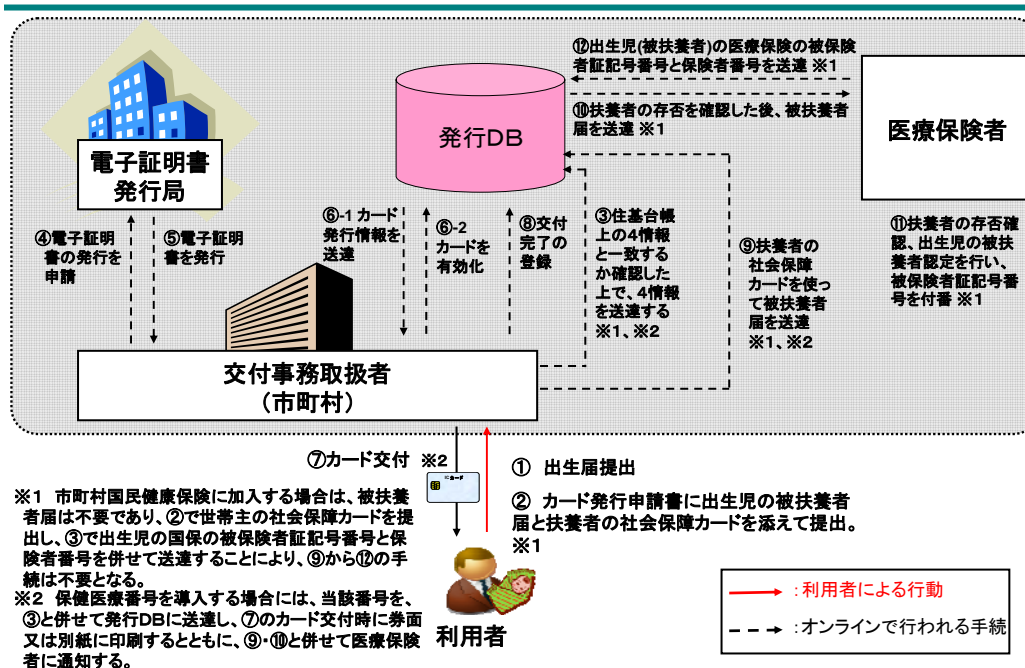 ⑫出生児(被扶養者)の医療保険の被保険
者証記号番号と保険者番号を送達 ※1
⑩扶養者の存否を確認した後、被扶養者
届を送達 ※1
発行DB
医療保険者
電子証明書
発行局
④電子証明
書の発行を
申請
⑤電子証明
書を発行
⑥-1 カード
発行情報を
送達
⑥-2
カードを
有効化
⑧交付
完了の
登録
③住基台帳
上の4情報
と一致する
か確認した
上で、4情報
を送達する
※1、※2
⑨扶養者の
社会保障
カードを使っ
て被扶養者
届を送達
※1、※2
⑪扶養者の存否確
認、出生児の被扶
養者認定を行い、
被保険者証記号番
号を付番 ※1
交付事務取扱者
(市町村)
⑦カード交付 ※2
ICカード
① 出生届提出
② カード発行申請書に出生児の被扶養者
届と扶養者の社会保障カードを添えて提出。
※1
※1 市町村国民健康保険に加入する場合は、被扶養
者届は不要であり、②で世帯主の社会保障カードを提
出し、③で出生児の国保の被保険者証記号番号と保
険者番号を併せて送達することにより、⑨から⑫の手
続は不要となる。
※2 保健医療番号を導入する場合には、当該番号を、
③と併せて発行DBに送達し、⑦のカード交付時に券面
又は別紙に印刷するとともに、⑨・⑩と併せて医療保険
者に通知する。
利用者
:利用者による行動
:オンラインで行われる手続